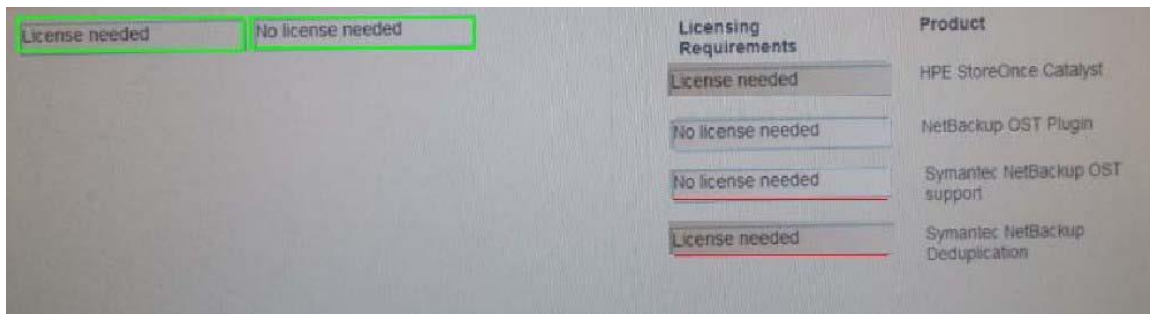 License needed
No license needed
Licensing
Requirements
Product
License needed
HPE StoreOnce Catalyst
No license needed
NetBackup OST Plugin
No license needed
Symantec NetBackup OST
support
License needed
Symantec NetBackup
Deduplication